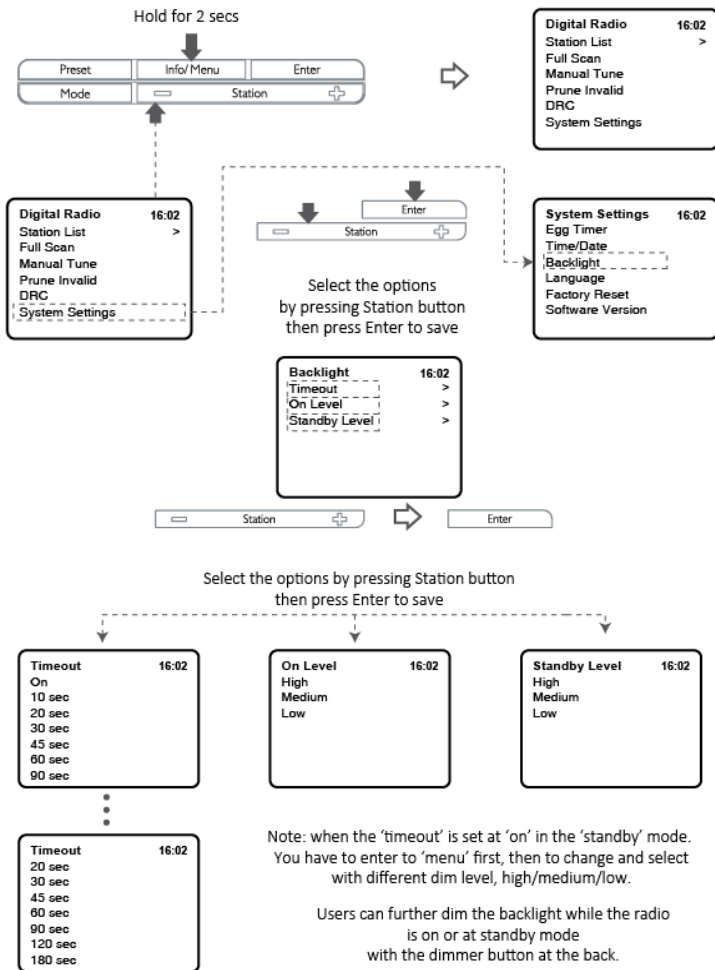 Hold for 2 secs
Preset
Info/Menu
Enter
Mode
Station
Digital Radio 16:02
Station List >
Full Scan
Manual Tune
Prune Invalid
DRC
System Settings
Digital Radio 16:02
Station List >
Full Scan
Manual Tune
Prune Invalid
DRC
System Settings
Enter
Station
Select the options
by pressing Station button
then press Enter to save
System Settings 16:02
Egg Timer
Time/Date
Backlight
Language
Factory Reset
Software Version
Backlight 16:02
Timeout >
On Level >
Standby Level >
Station
Enter
Select the options by pressing Station button
then press Enter to save
Timeout 16:02
On
10 sec
20 sec
30 sec
45 sec
60 sec
90 sec
On Level 16:02
High
Medium
Low
Standby Level 16:02
High
Medium
Low
Timeout 16:02
20 sec
30 sec
45 sec
60 sec
90 sec
120 sec
180 sec
Note: when the ‘timeout’ is set at ‘on’ in the ‘standby’ mode.
You have to enter to ‘menu’ first, then to change and select
with different dim level, high/medium/low.
Users can further dim the backlight while the radio
is on or at standby mode
with the dimmer button at the back.